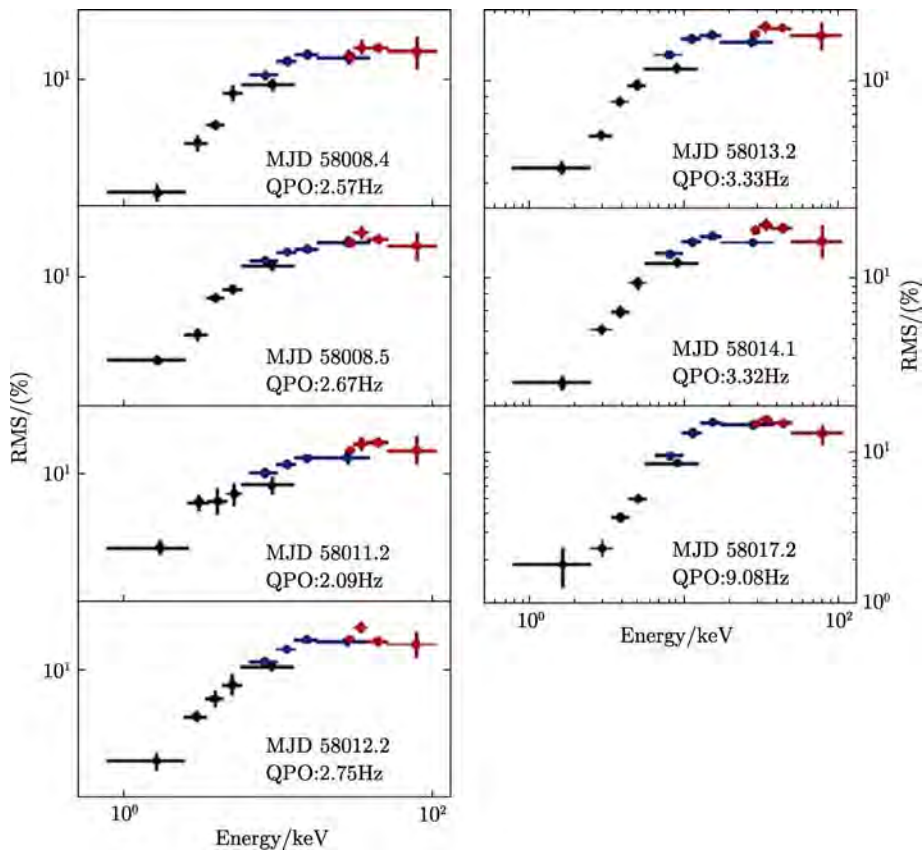 RMS/(%)
10¹
MJD 58008.4
QPO:2.57Hz
10¹
MJD 58008.5
QPO:2.67Hz
10¹
MJD 58011.2
QPO:2.09Hz
10¹
MJD 58012.2
QPO:2.75Hz
10⁰
10²
Energy/keV
10¹
MJD 58013.2
QPO:3.33Hz
10¹
MJD 58014.1
QPO:3.32Hz
10¹
MJD 58017.2
QPO:9.08Hz
10⁰
RMS/(%)
10⁰
10¹
10²
Energy/keV